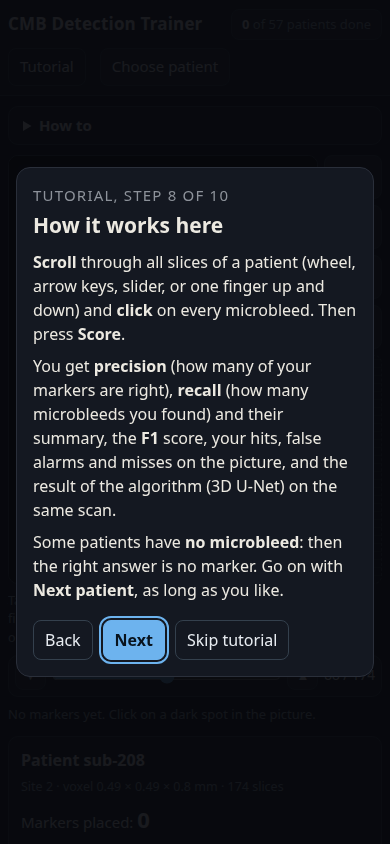 CMB Detection Trainer
0 of 57 patients done
Tutorial
Choose patient
How to
TUTORIAL, STEP 8 OF 10
How it works here
Scroll through all slices of a patient (wheel,
arrow keys, slider, or one finger up and
down) and click on every microbleed. Then
press Score.
You get precision (how many of your
markers are right), recall (how many
microbleeds you found) and their
summary, the F1 score, your hits, false
alarms and misses on the picture, and the
result of the algorithm (3D U-Net) on the
same scan.
Some patients have no microbleed: then
the right answer is no marker. Go on with
Next patient, as long as you like.
Back
Next
Skip tutorial
No markers yet. Click on a dark spot in the picture.
Patient sub-208
Site 2 · voxel 0.49 × 0.49 × 0.8 mm · 174 slices
Markers placed: 0